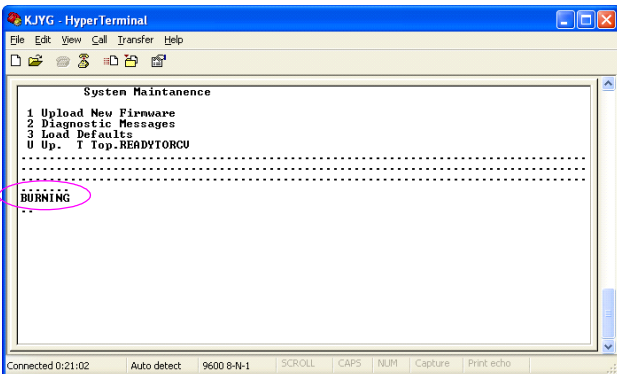 KJYG - HyperTerminal
File Edit View Call Transfer Help
System Maintanence
1 Upload New Firmware
2 Diagnostic Messages
3 Load Defaults
U Up. T Top.READYTORCV
................................................................................
................................................................................
................................................................................
.......
BURNING
..
Connected 0:21:02 Auto detect 9600 8-N-1 SCROLL CAPS NUM Capture Print echo